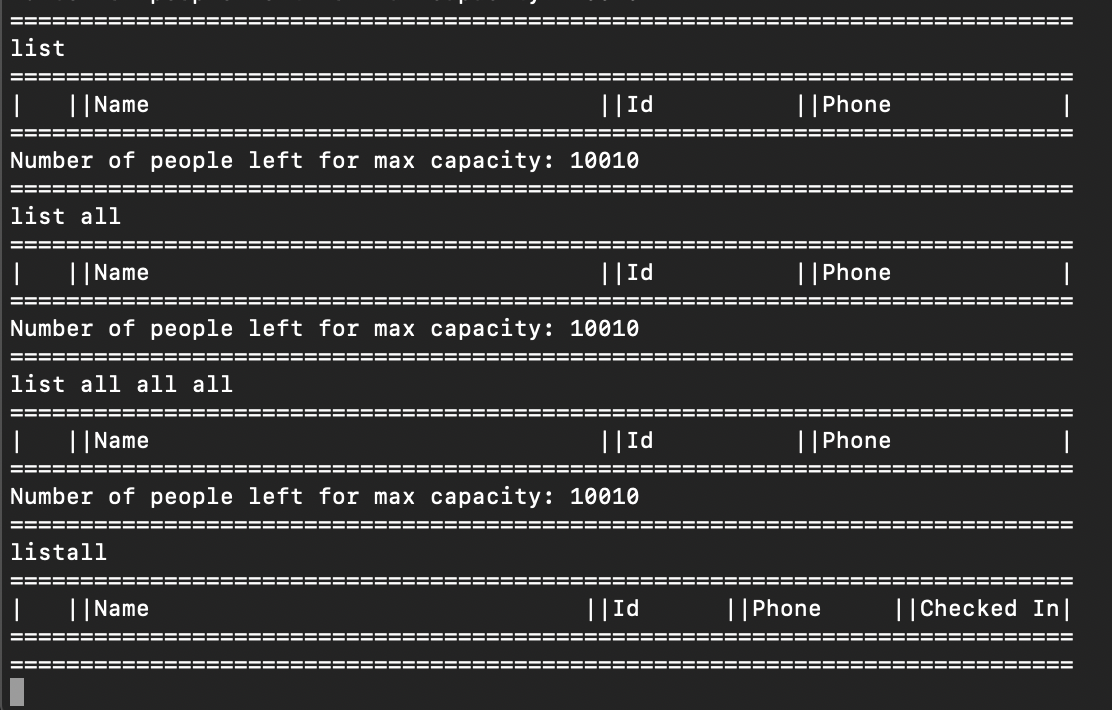 ============================================================================
list
============================================================================
|   ||Name                                ||Id          ||Phone            |
============================================================================
Number of people left for max capacity: 10010
============================================================================
list all
============================================================================
|   ||Name                                ||Id          ||Phone            |
============================================================================
Number of people left for max capacity: 10010
============================================================================
list all all all
============================================================================
|   ||Name                                ||Id          ||Phone            |
============================================================================
Number of people left for max capacity: 10010
============================================================================
listall
============================================================================
|   ||Name                               ||Id      ||Phone     ||Checked In|
============================================================================
============================================================================